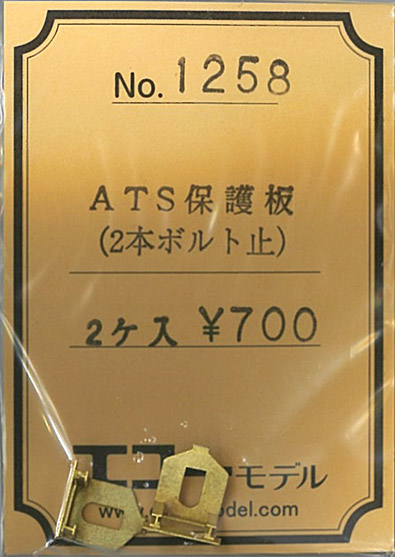 No. 1258
ATS保護板
(2本ボルト止)
2ケ入 ¥700
モデル